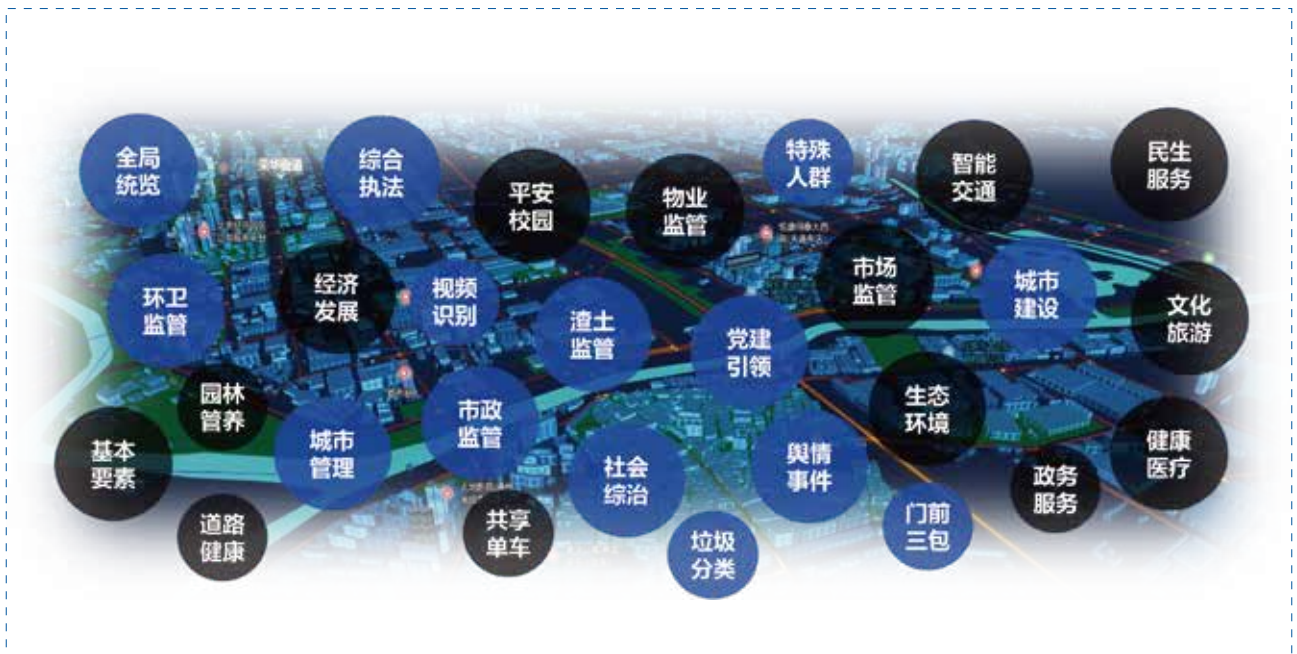 全局
统览
综合
执法
平安
校园
物业
监管
特殊
人群
智能
交通
民生
服务
环卫
监管
经济
发展
视频
识别
渣土
监管
党建
引领
市场
监管
城市
建设
文化
旅游
园林
管养
基本
要素
城市
管理
市政
监管
社会
综治
舆情
事件
生态
环境
政务
服务
健康
医疗
道路
健康
共享
单车
垃圾
分类
门前
三包